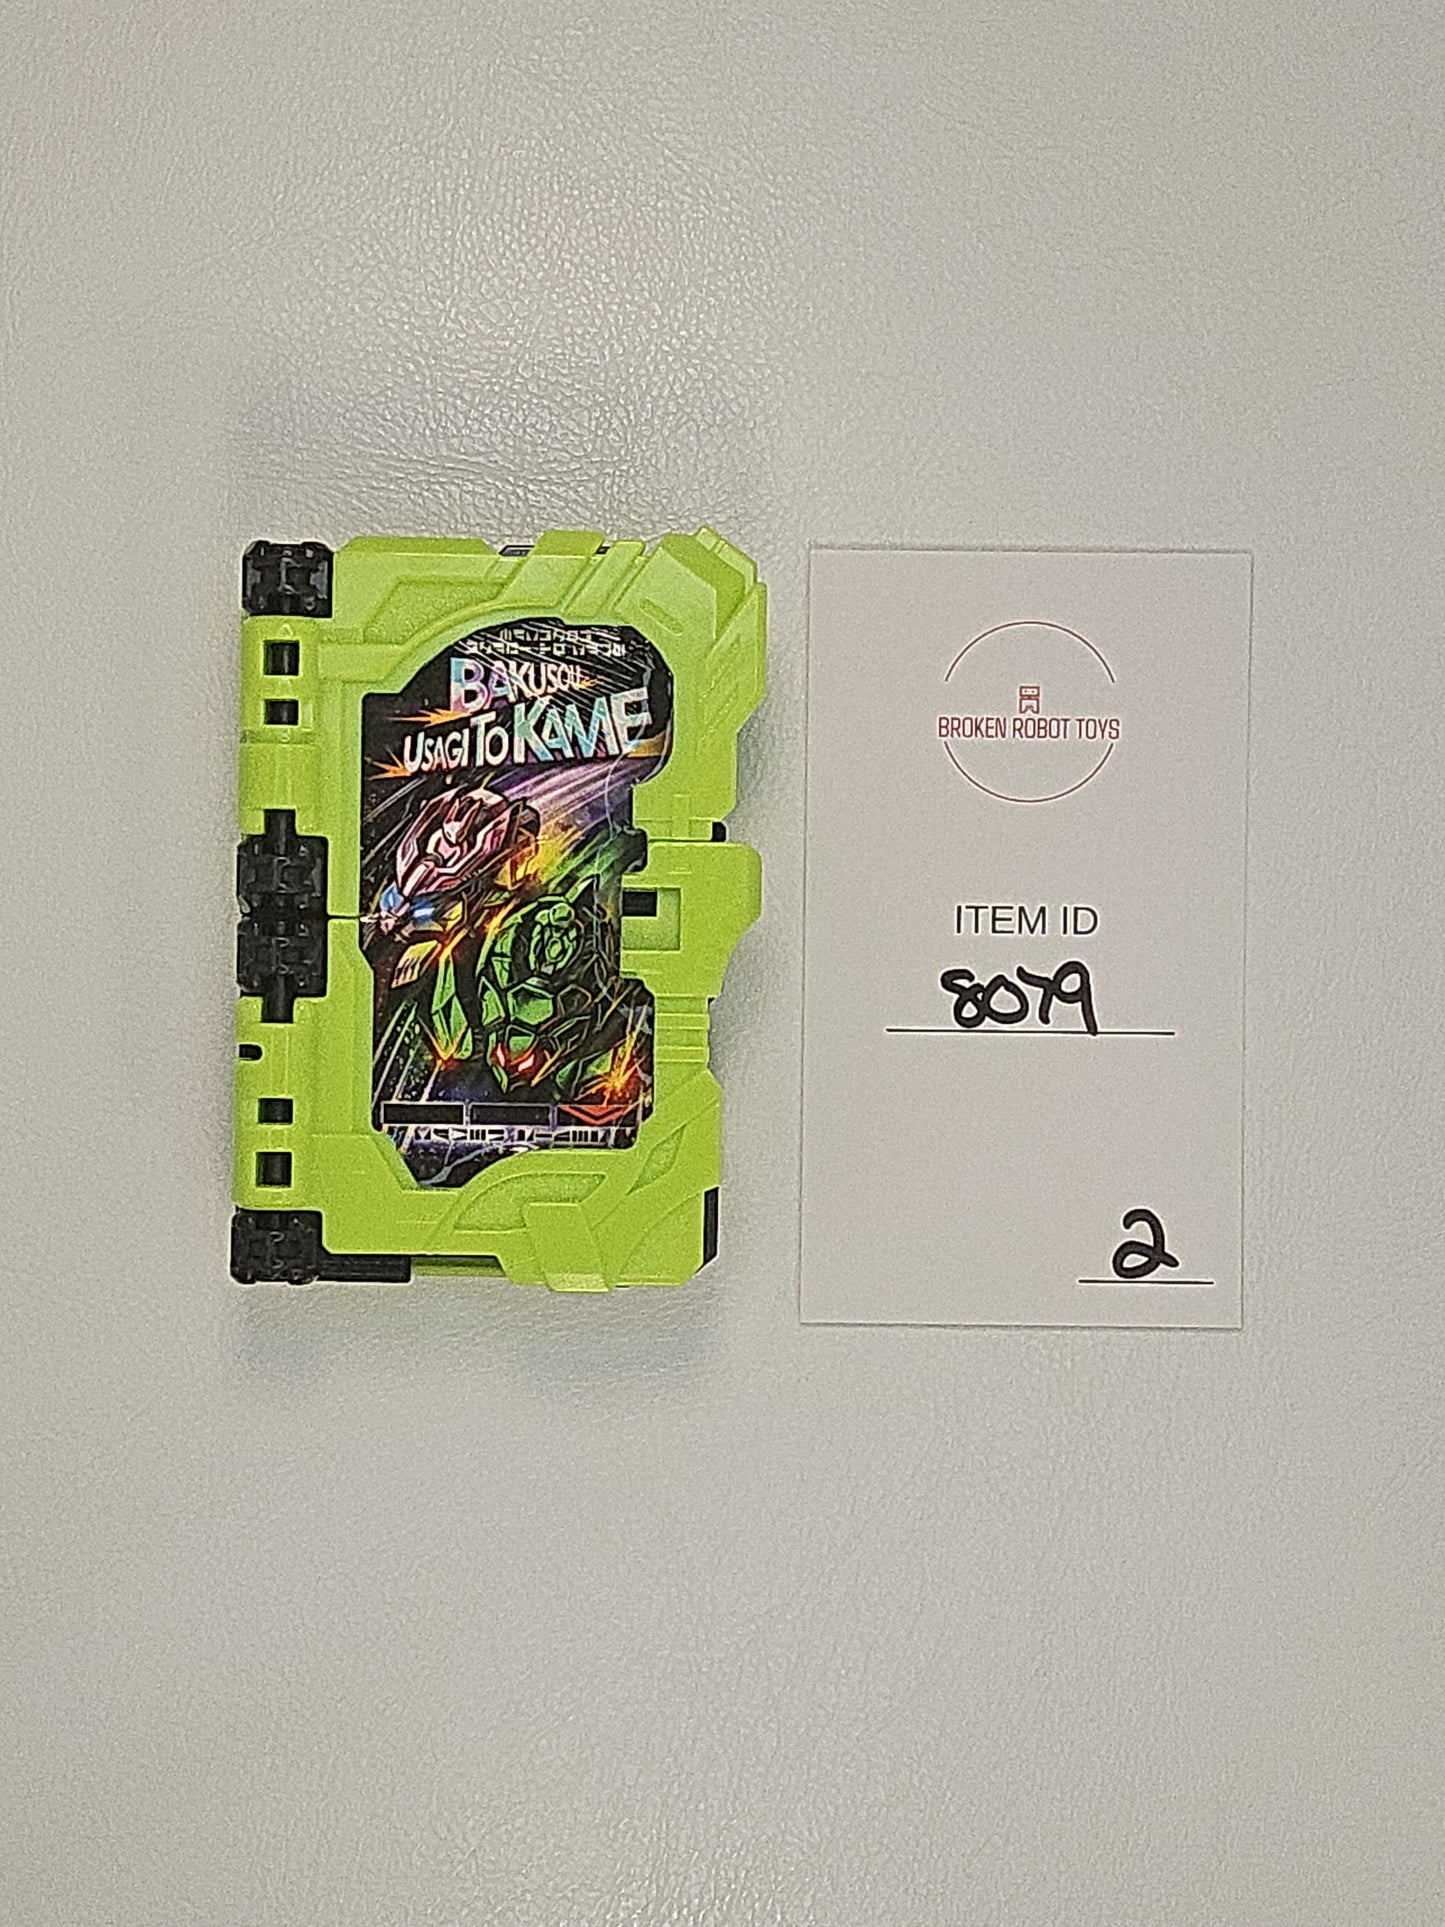 BAKUSOU
USAGI TO KAME
BROKEN ROBOT TOYS
ITEM ID
8079
2